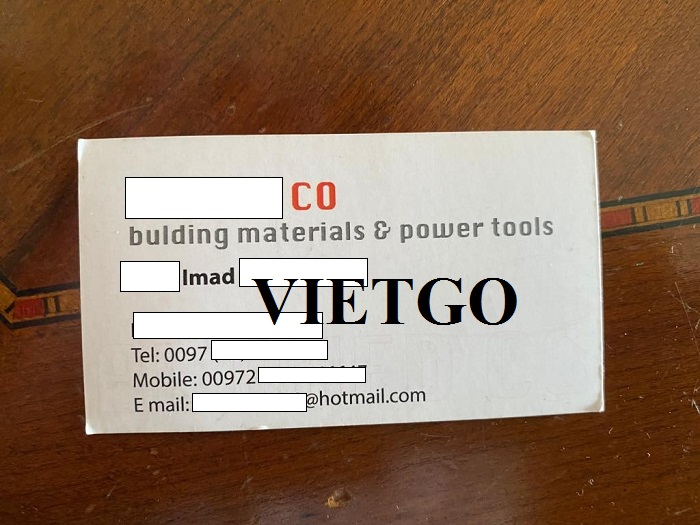 CO
bulding materials & power tools
Imad
VIETGO
Tel: 0097
Mobile: 00972
E mail: @hotmail.com